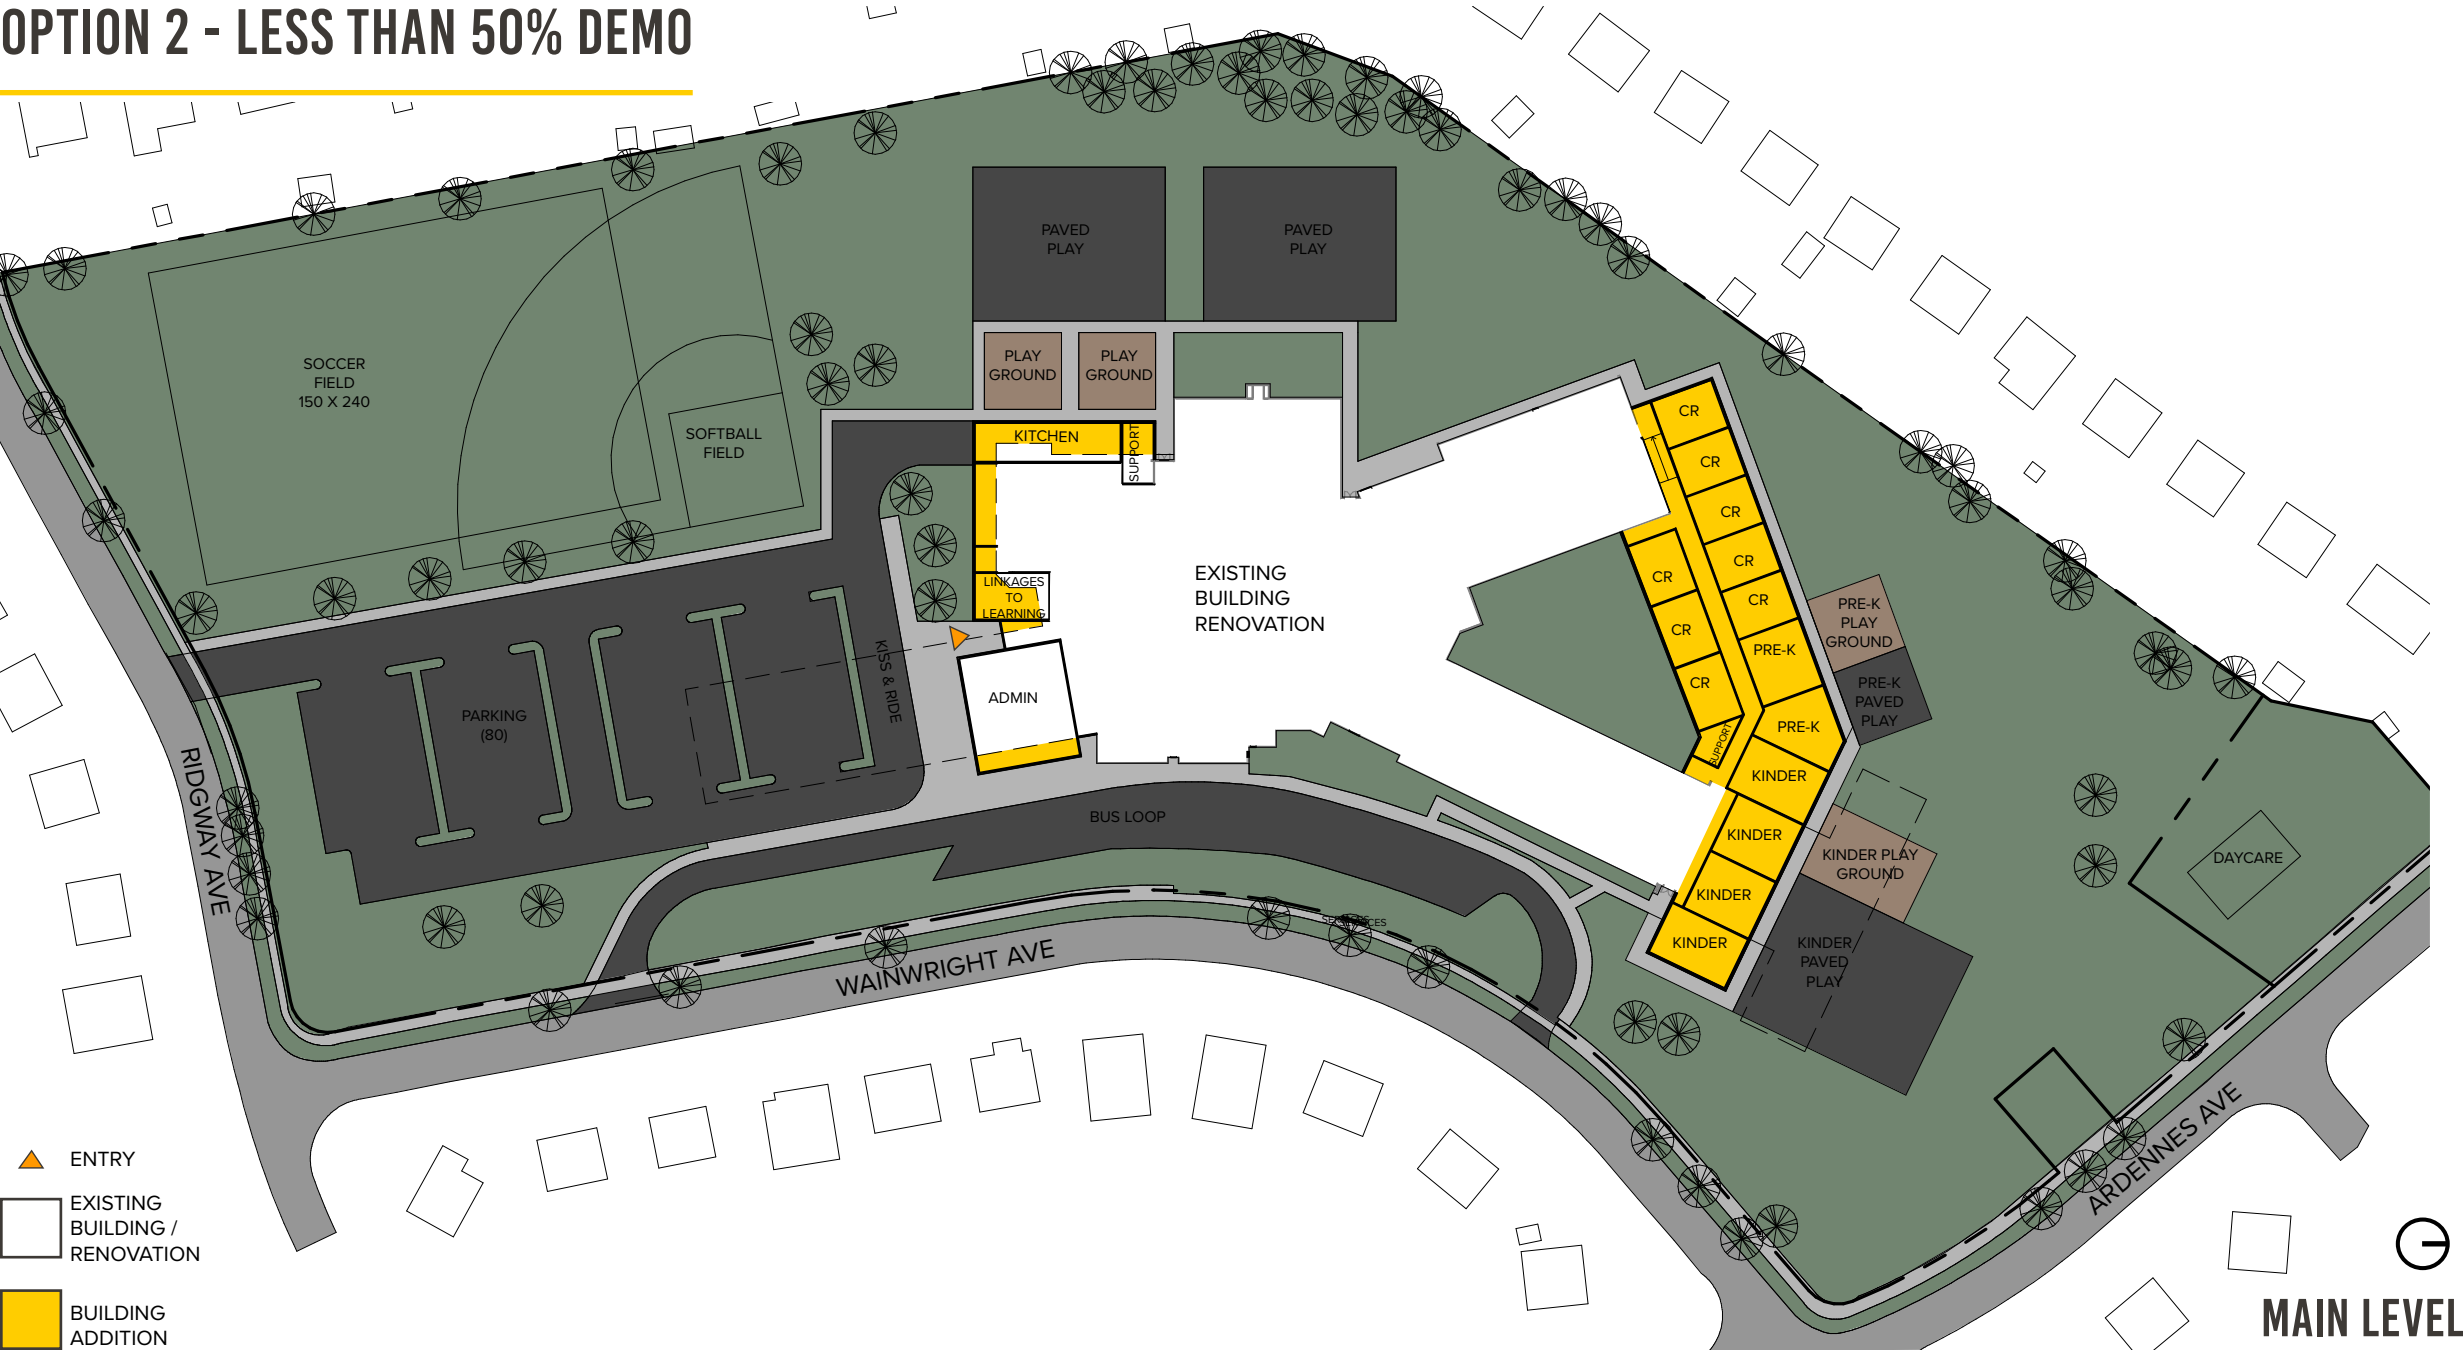 OPTION 2 - LESS THAN 50% DEMO
PAVED
PLAY
PAVED
PLAY
SOCCER
FIELD
150 X 240
SOFTBALL
FIELD
PLAY
GROUND
PLAY
GROUND
KITCHEN
SUPPORT
LINKAGES
TO
LEARNING
EXISTING
BUILDING
RENOVATION
ADMIN
KISS & RIDE
PARKING
(80)
BUS LOOP
CR
CR
CR
CR
CR
CR
CR
CR
PRE-K
PRE-K
SUPPORT
KINDER
KINDER
KINDER
KINDER
PRE-K
PLAY
GROUND
PRE-K
PAVED
PLAY
KINDER PLAY
GROUND
KINDER
PAVED
PLAY
DAYCARE
RIDGWAY AVE
WAINWRIGHT AVE
ARDENNES AVE
ENTRY
EXISTING
BUILDING /
RENOVATION
BUILDING
ADDITION
MAIN LEVEL